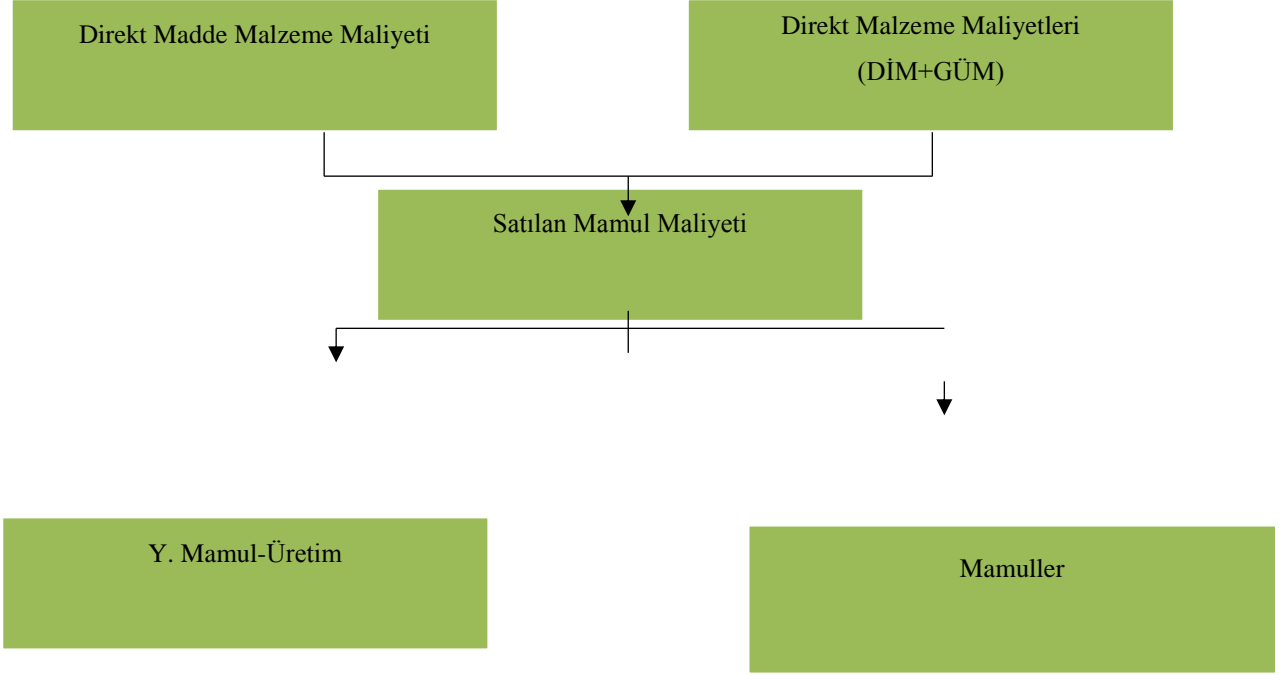 Direkt Madde Malzeme Maliyeti
Direkt Malzeme Maliyetleri
(DİM+GÜM)
Satılan Mamul Maliyeti
Y. Mamul-Üretim
Mamuller